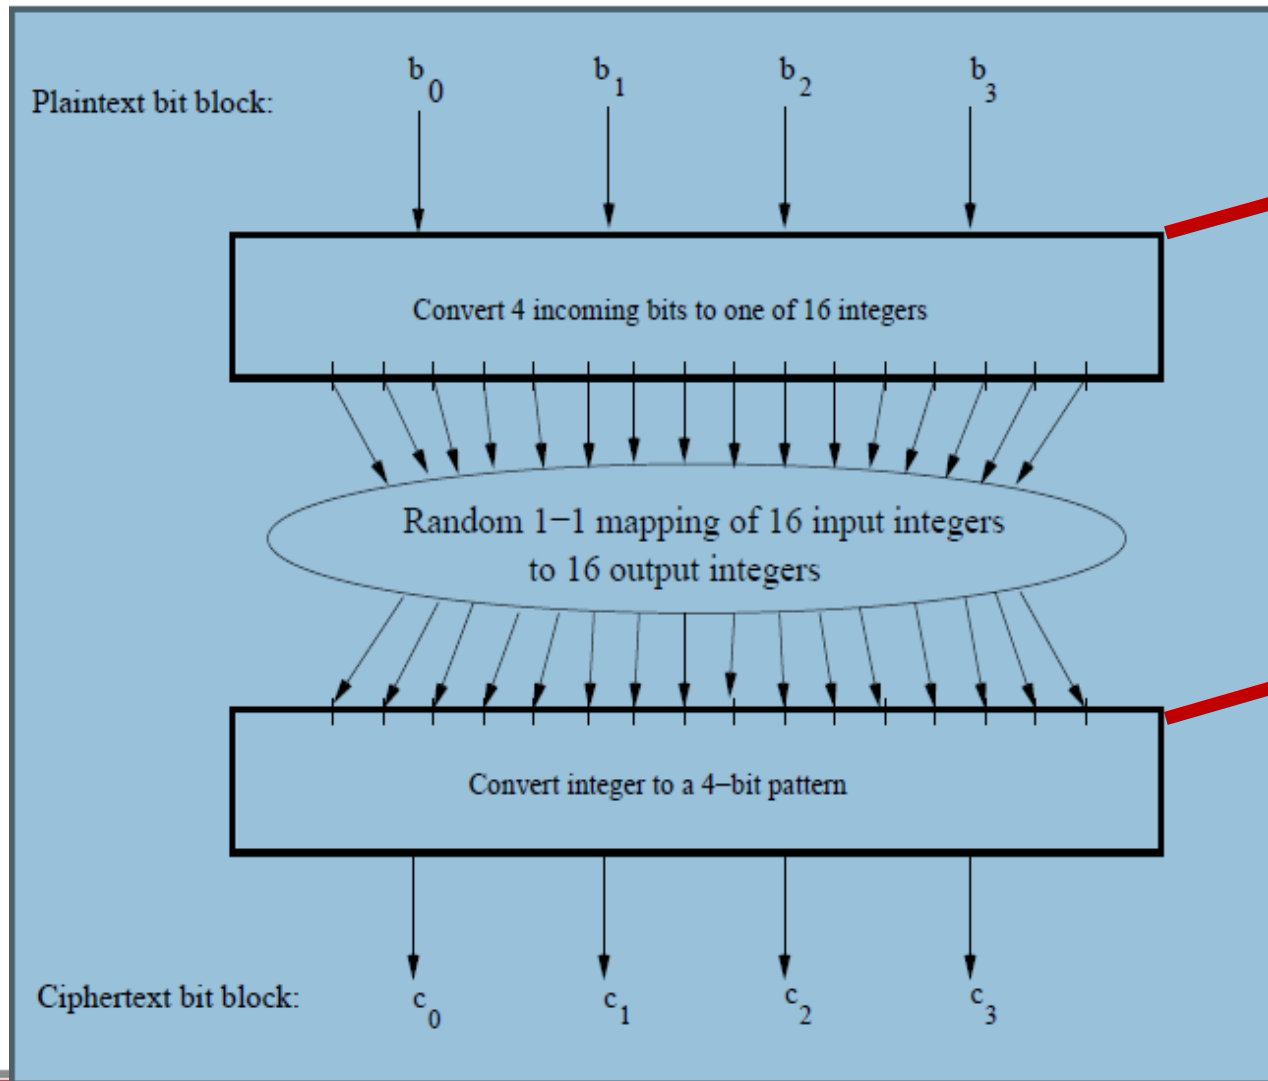 b0 b1 b2 b3
Plaintext bit block:
Convert 4 incoming bits to one of 16 integers
Random 1−1 mapping of 16 input integers
to 16 output integers
Convert integer to a 4−bit pattern
Ciphertext bit block:
c0 c1 c2 c3